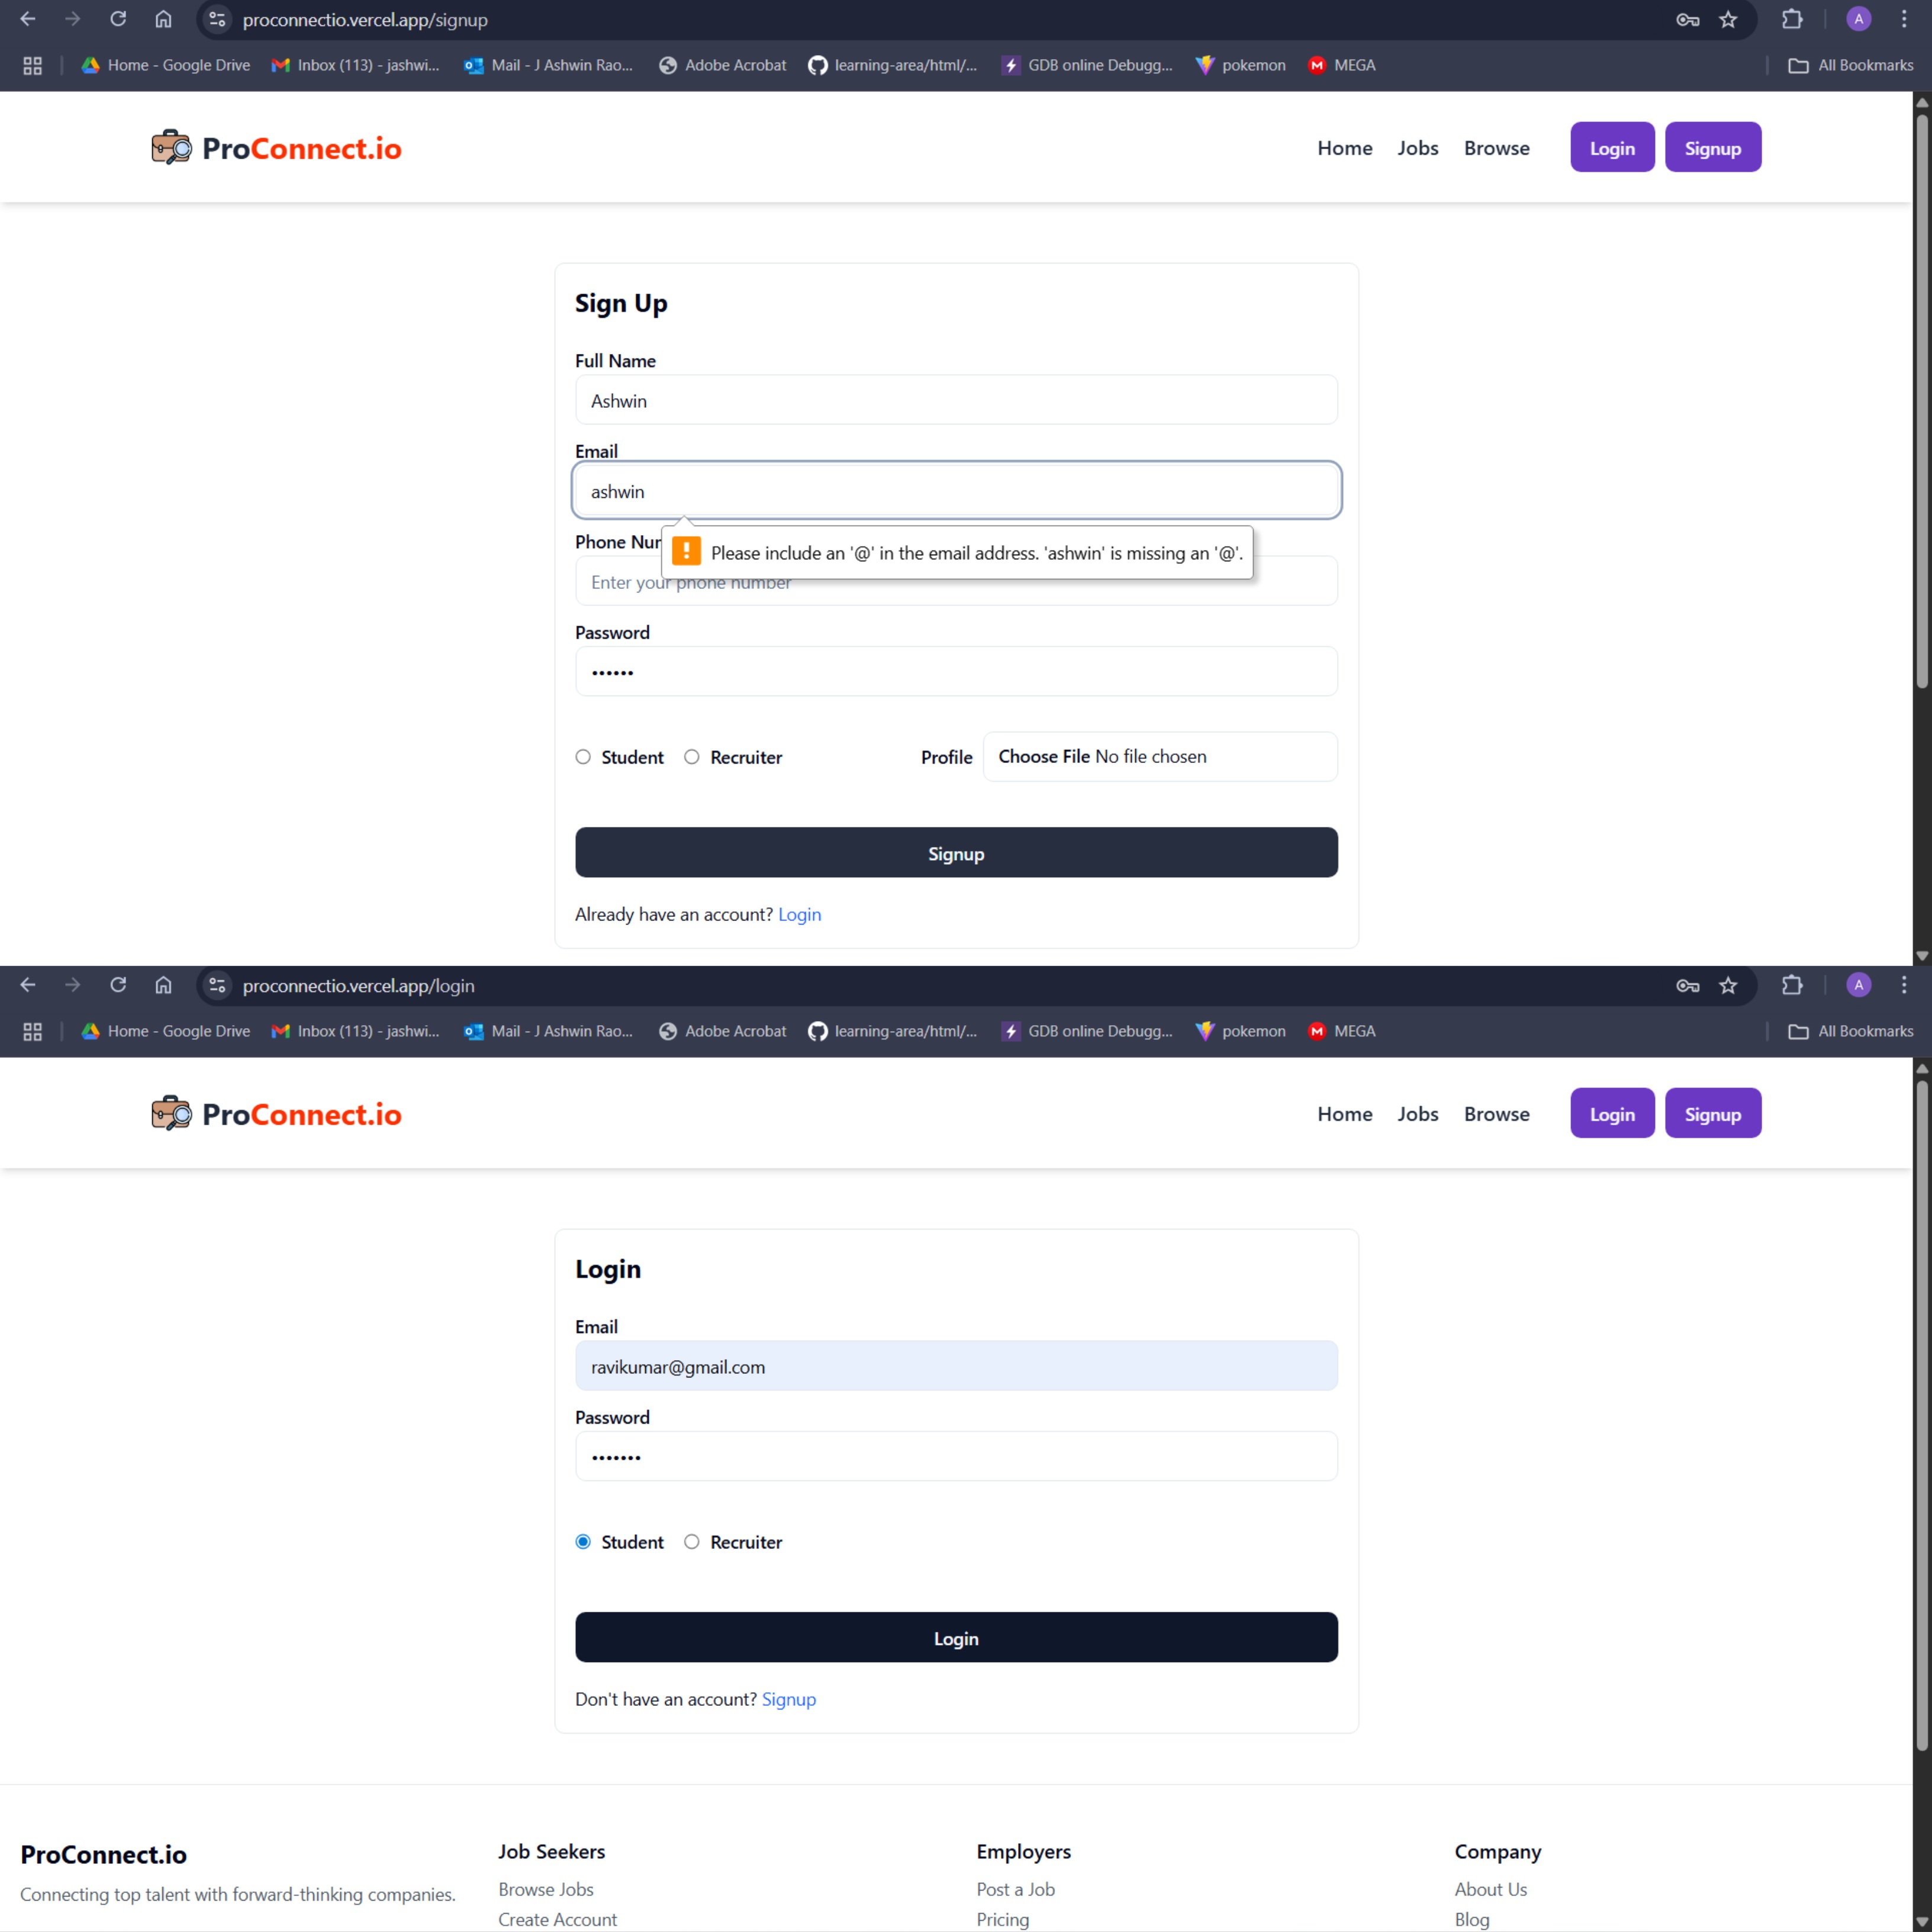 proconnectio.vercel.app/signup
A
Home - Google Drive Inbox (113) - jashwi... Mail - J Ashwin Rao... Adobe Acrobat learning-area/html/... GDB online Debugg... pokemon M MEGA All Bookmarks
ProConnect.io Home Jobs Browse Login Signup
Sign Up
Full Name
Ashwin
Email
ashwin
Phone Nur
! Please include an '@' in the email address. 'ashwin' is missing an '@'.
Enter your phone number
Password
••••••
Student Recruiter Profile Choose File No file chosen
Signup
Already have an account? Login
proconnectio.vercel.app/login
A
Home - Google Drive Inbox (113) - jashwi... Mail - J Ashwin Rao... Adobe Acrobat learning-area/html/... GDB online Debugg... pokemon M MEGA All Bookmarks
ProConnect.io Home Jobs Browse Login Signup
Login
Email
ravikumar@gmail.com
Password
•••••••
Student Recruiter
Login
Don't have an account? Signup
ProConnect.io Job Seekers Employers Company
Connecting top talent with forward-thinking companies. Browse Jobs Post a Job About Us
Create Account Pricing Blog